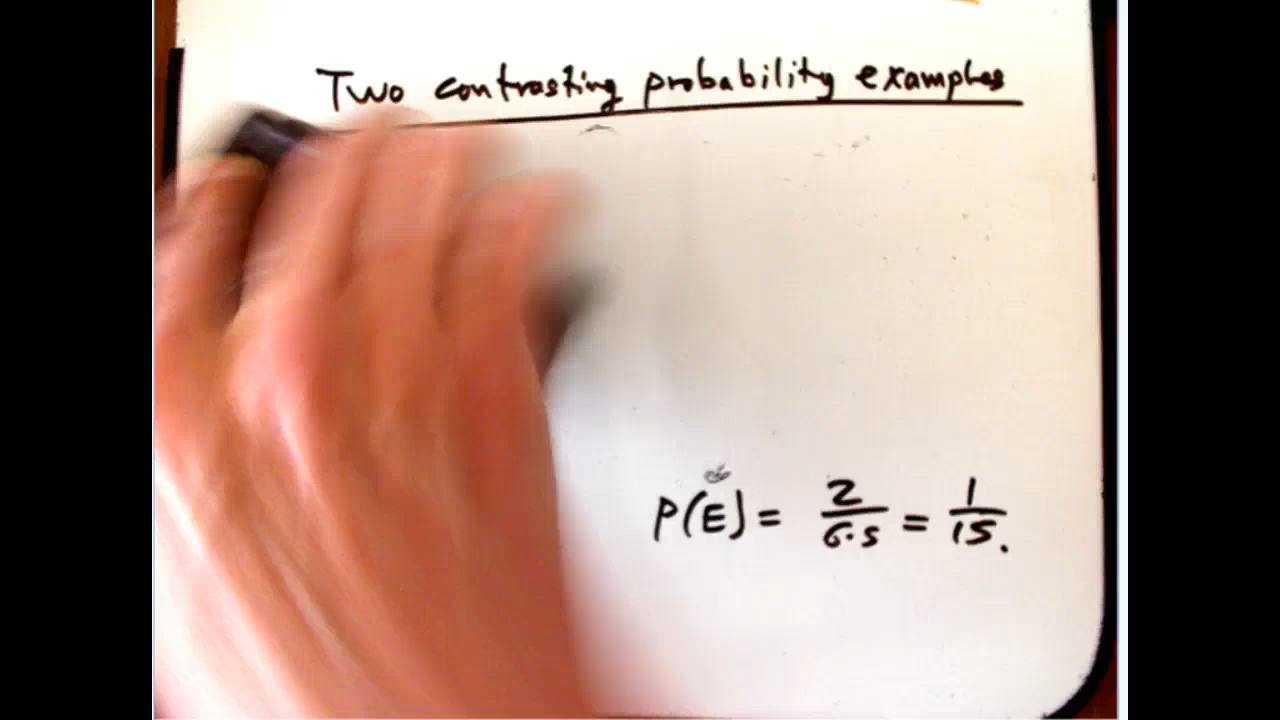 Two contrasting probability examples
P(E) = 2/6·5 = 1/15.